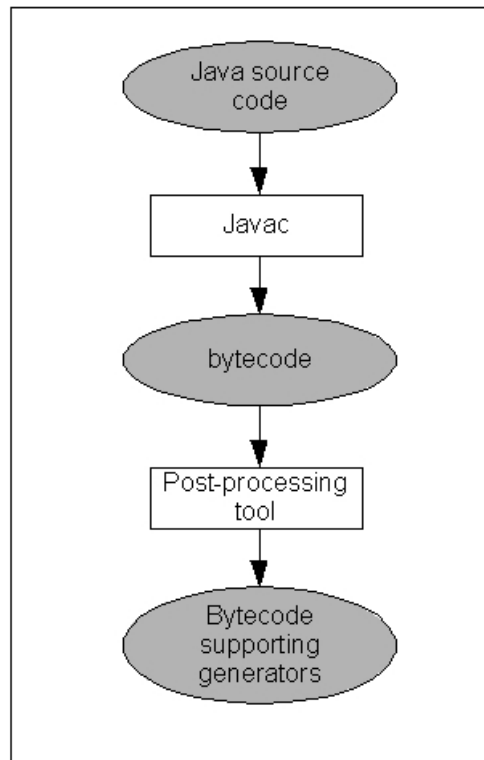 Java source
code
Javac
bytecode
Post-processing
tool
Bytecode
supporting
generators